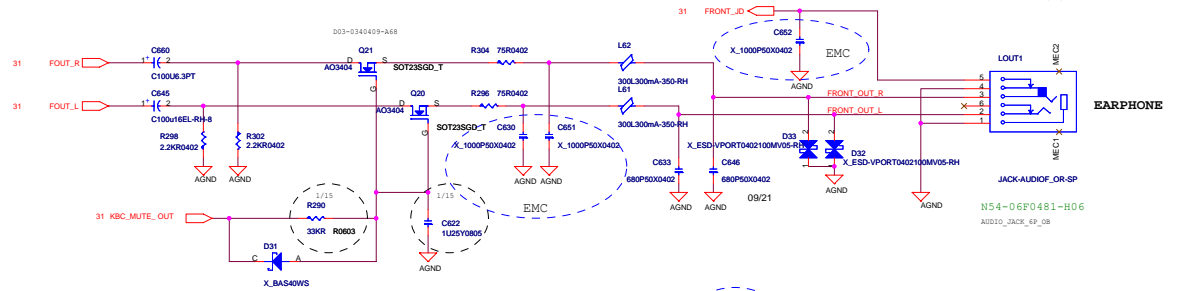 31 FRONT_JD
C652
X_1000P50X0402
EMC
AGND
D03-0340409-A68
C660
1 + 2
C100U6.3PT
31 FOUT_R
Q21
D S
G
AO3404
SOT23SGD_T
R304 75R0402
L62
300L300mA-350-RH
LOUT1
MEC2
C645
1 + 2
C100u16EL-RH-8
31 FOUT_L
Q20
D S
G
AO3404
SOT23SGD_T
R296 75R0402
L61
300L300mA-350-RH
FRONT_OUT_R
FRONT_OUT_L
5
4
3
6
2
1
EARPHONE
MEC1
R298
2.2KR0402
R302
2.2KR0402
AGND
AGND
C630
X_1000P50X0402
C651
X_1000P50X0402
AGND AGND
EMC
C633
680P50X0402
AGND
C646
680P50X0402
AGND
09/21
D33
X_ESD-VPORT0402100MV05-RH
D32
X_ESD-VPORT0402100MV05-RH
2
2
1
1
AGND
AGND
JACK-AUDIOF_OR-SP
N54-06F0481-H06
AUDIO_JACK_6P_OB
31 KBC_MUTE_OUT
1/15
R290
33KR R0603
1/15
C622
1U25Y0805
AGND
D31
C A
X_BAS40WS